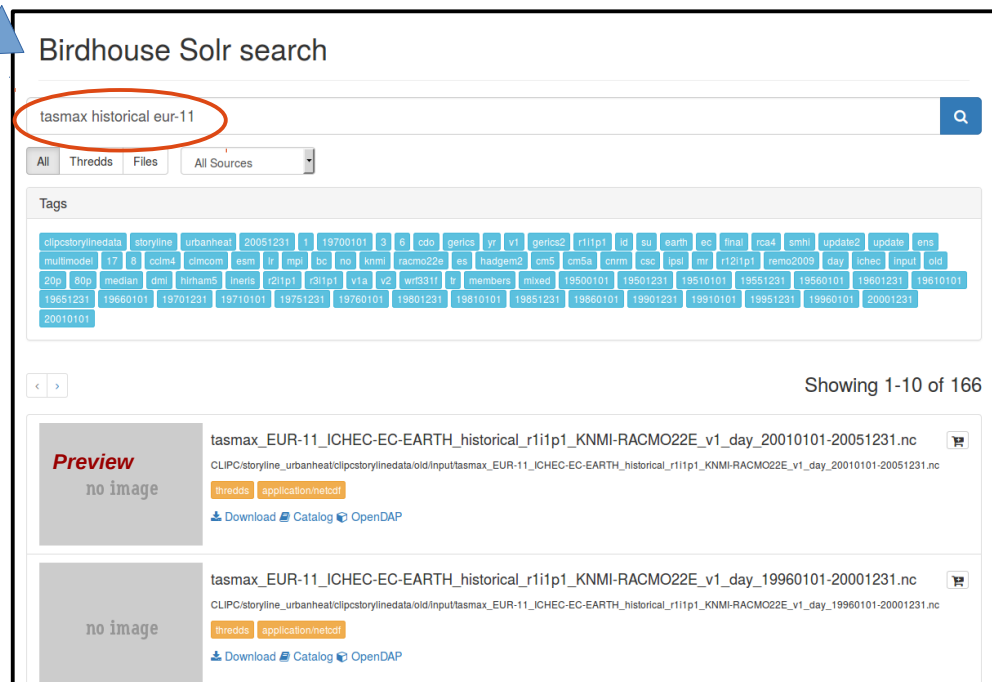 Birdhouse Solr search
tasmax historical eur-11
All Thredds Files All Sources
Tags
clipcstorylinedata storyline urbanheat 20051231 1 19700101 3 6 cdo gerics yr v1 gerics2 r1i1p1 id su earth ec final rca4 smhi update2 update ens
multimodel 17 8 cclm4 clmcom esm lr mpi bc no knmi racmo22e es hadgem2 cm5 cm5a cnrm csc ipsl mr r12i1p1 remo2009 day ichec input old
20p 80p median dmi hirham5 ineris r2i1p1 r3i1p1 v1a v2 wrf331f tr members mixed 19500101 19501231 19510101 19551231 19560101 19601231 19610101
19651231 19660101 19701231 19710101 19751231 19760101 19801231 19810101 19851231 19860101 19901231 19910101 19951231 19960101 20001231
20010101
‹ › Showing 1-10 of 166
Preview
no image
tasmax_EUR-11_ICHEC-EC-EARTH_historical_r1i1p1_KNMI-RACMO22E_v1_day_20010101-20051231.nc
CLIPC/storyline_urbanheat/clipcstorylinedata/old/input/tasmax_EUR-11_ICHEC-EC-EARTH_historical_r1i1p1_KNMI-RACMO22E_v1_day_20010101-20051231.nc
thredds application/netcdf
Download Catalog OpenDAP
no image
tasmax_EUR-11_ICHEC-EC-EARTH_historical_r1i1p1_KNMI-RACMO22E_v1_day_19960101-20001231.nc
CLIPC/storyline_urbanheat/clipcstorylinedata/old/input/tasmax_EUR-11_ICHEC-EC-EARTH_historical_r1i1p1_KNMI-RACMO22E_v1_day_19960101-20001231.nc
thredds application/netcdf
Download Catalog OpenDAP